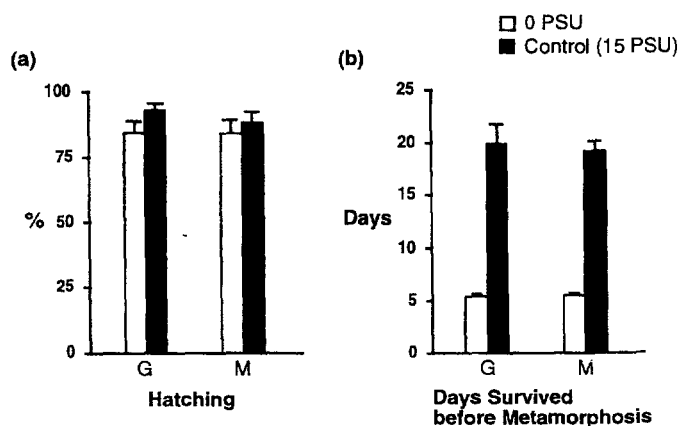 0 PSU
Control (15 PSU)
(a)
100
75
%
50
25
0
G M
Hatching
(b)
25
20
15
Days
10
5
0
G M
Days Survived
before Metamorphosis